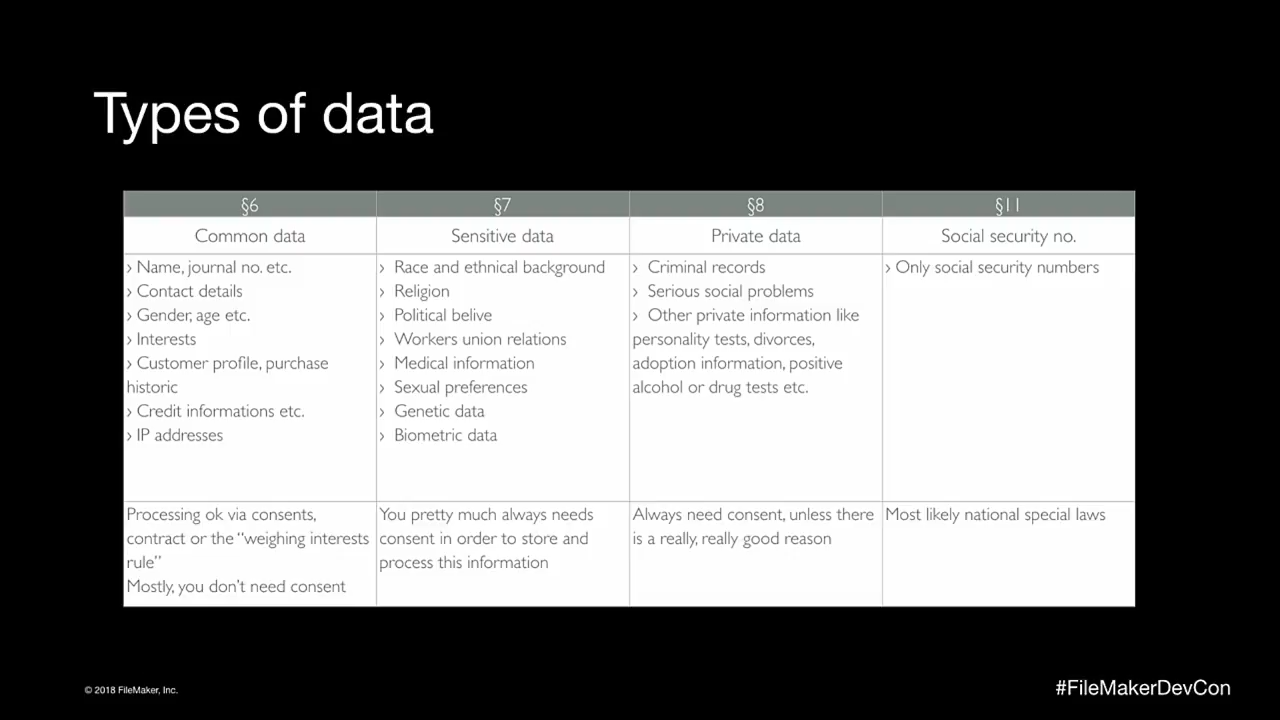 Types of data
§6
§7
§8
§11
Common data
Sensitive data
Private data
Social security no.
› Name, journal no. etc.
› Contact details
› Gender, age etc.
› Interests
› Customer profile, purchase
historic
› Credit informations etc.
› IP addresses
› Race and ethnical background
› Religion
› Political belive
› Workers union relations
› Medical information
› Sexual preferences
› Genetic data
› Biometric data
› Criminal records
› Serious social problems
› Other private information like
personality tests, divorces,
adoption information, positive
alcohol or drug tests etc.
› Only social security numbers
Processing ok via consents,
contract or the “weighing interests
rule”
Mostly, you don’t need consent
You pretty much always needs
consent in order to store and
process this information
Always need consent, unless there
is a really, really good reason
Most likely national special laws
© 2018 FileMaker, Inc.
#FileMakerDevCon